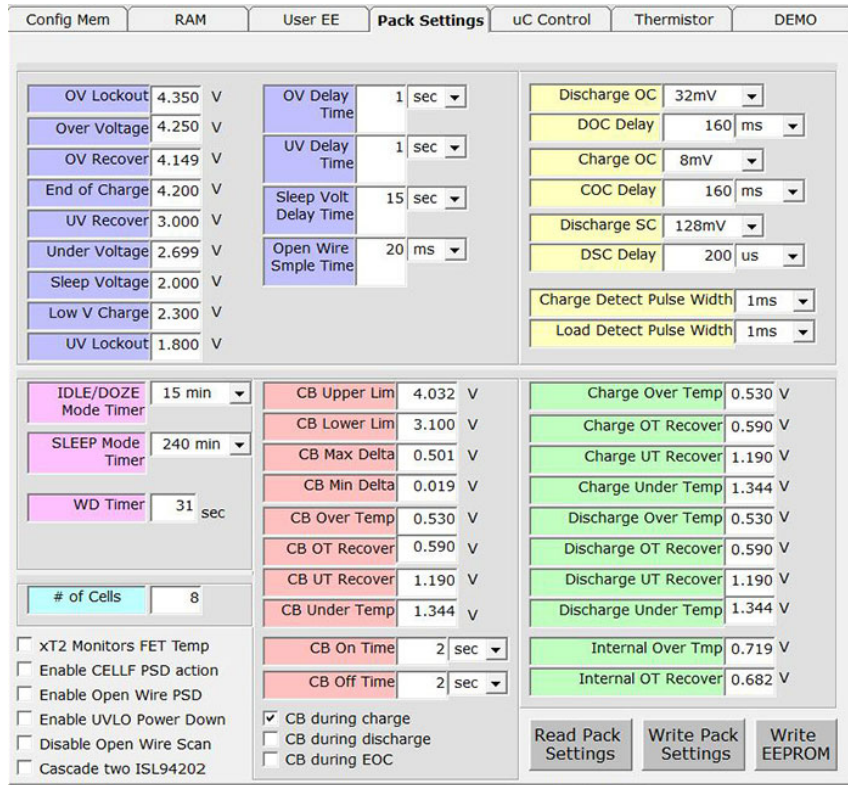 Config Mem RAM User EE Pack Settings uC Control Thermistor DEMO
OV Lockout 4.350 V
Over Voltage 4.250 V
OV Recover 4.149 V
End of Charge 4.200 V
UV Recover 3.000 V
Under Voltage 2.699 V
Sleep Voltage 2.000 V
Low V Charge 2.300 V
UV Lockout 1.800 V
OV Delay 1 sec
Time
UV Delay 1 sec
Time
Sleep Volt 15 sec
Delay Time
Open Wire 20 ms
Smple Time
Discharge OC 32mV
DOC Delay 160 ms
Charge OC 8mV
COC Delay 160 ms
Discharge SC 128mV
DSC Delay 200 us
Charge Detect Pulse Width 1ms
Load Detect Pulse Width 1ms
IDLE/DOZE 15 min
Mode Timer
SLEEP Mode 240 min
Timer
WD Timer 31 sec
# of Cells 8
xT2 Monitors FET Temp
Enable CELLF PSD action
Enable Open Wire PSD
Enable UVLO Power Down
Disable Open Wire Scan
Cascade two ISL94202
CB Upper Lim 4.032 V
CB Lower Lim 3.100 V
CB Max Delta 0.501 V
CB Min Delta 0.019 V
CB Over Temp 0.530 V
CB OT Recover 0.590 V
CB UT Recover 1.190 V
CB Under Temp 1.344 V
CB On Time 2 sec
CB Off Time 2 sec
CB during charge
CB during discharge
CB during EOC
Charge Over Temp 0.530 V
Charge OT Recover 0.590 V
Charge UT Recover 1.190 V
Charge Under Temp 1.344 V
Discharge Over Temp 0.530 V
Discharge OT Recover 0.590 V
Discharge UT Recover 1.190 V
Discharge Under Temp 1.344 V
Internal Over Tmp 0.719 V
Internal OT Recover 0.682 V
Read Pack
Settings
Write Pack
Settings
Write
EEPROM